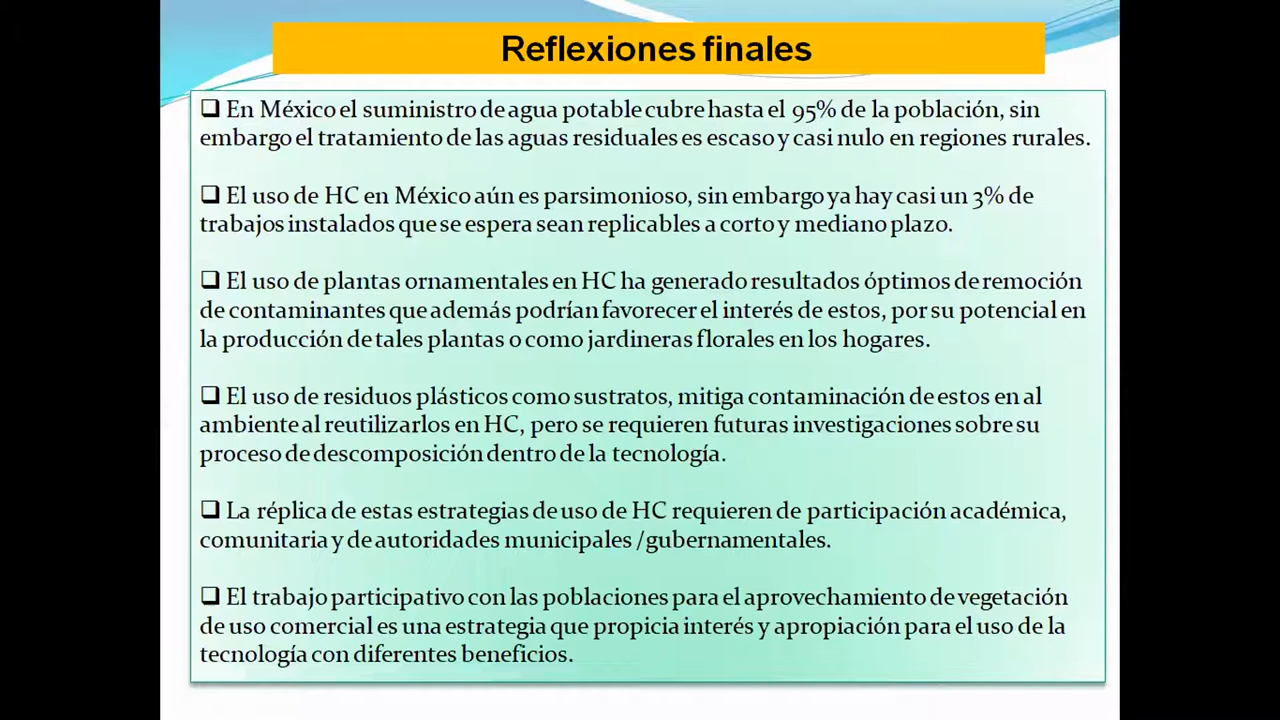 Reflexiones finales
❑ En México el suministro de agua potable cubre hasta el 95% de la población, sin
embargo el tratamiento de las aguas residuales es escaso y casi nulo en regiones rurales.
❑ El uso de HC en México aún es parsimonioso, sin embargo ya hay casi un 3% de
trabajos instalados que se espera sean replicables a corto y mediano plazo.
❑ El uso de plantas ornamentales en HC ha generado resultados óptimos de remoción
de contaminantes que además podrían favorecer el interés de estos, por su potencial en
la producción de tales plantas o como jardineras florales en los hogares.
❑ El uso de residuos plásticos como sustratos, mitiga contaminación de estos en al
ambiente al reutilizarlos en HC, pero se requieren futuras investigaciones sobre su
proceso de descomposición dentro de la tecnología.
❑ La réplica de estas estrategias de uso de HC requieren de participación académica,
comunitaria y de autoridades municipales /gubernamentales.
❑ El trabajo participativo con las poblaciones para el aprovechamiento de vegetación
de uso comercial es una estrategia que propicia interés y apropiación para el uso de la
tecnología con diferentes beneficios.